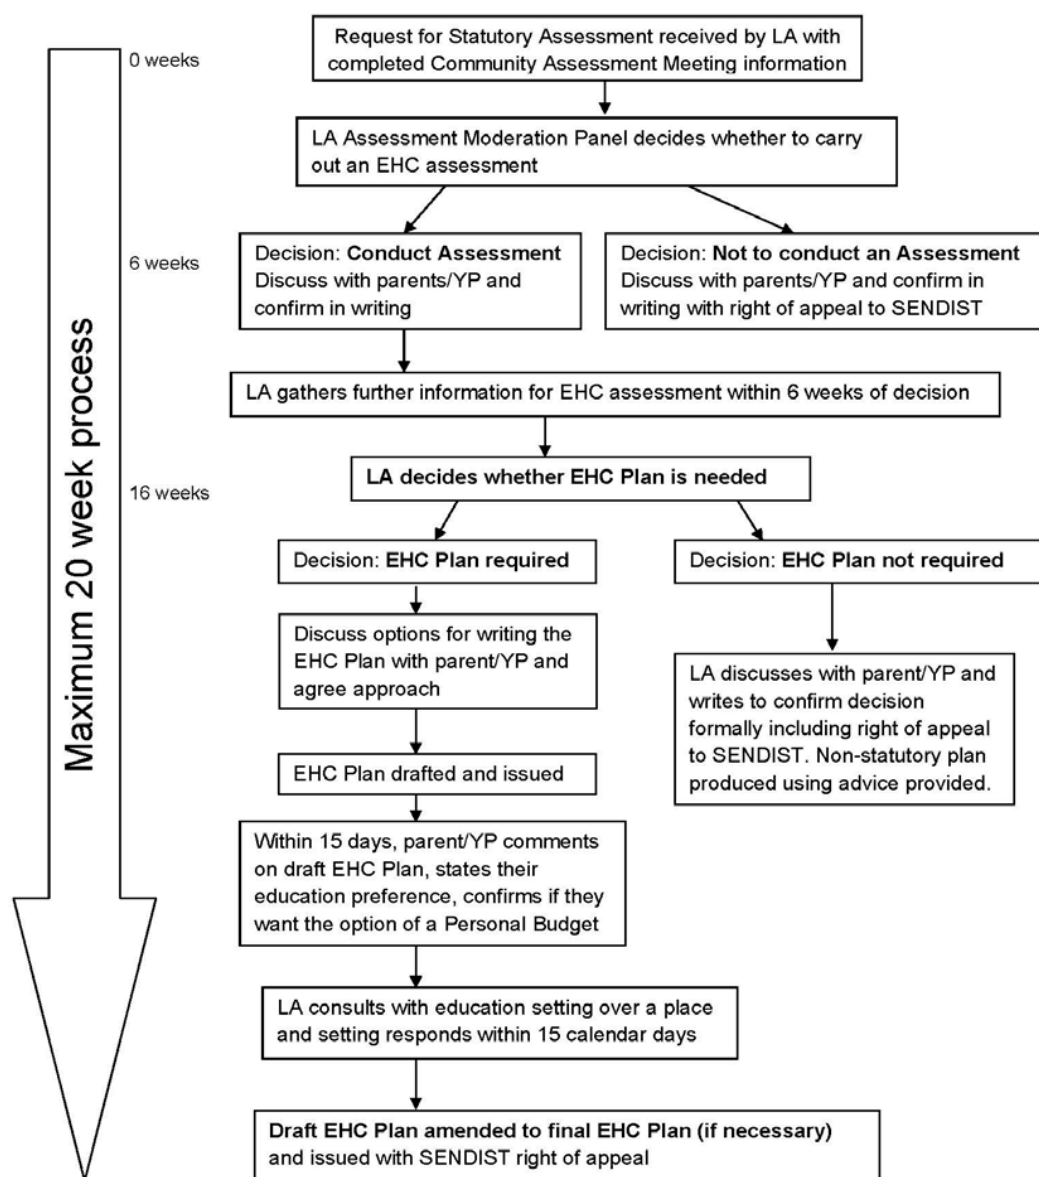 Request for Statutory Assessment received by LA with
completed Community Assessment Meeting information
0 weeks
LA Assessment Moderation Panel decides whether to carry
out an EHC assessment
6 weeks
Decision: Conduct Assessment
Discuss with parents/YP and
confirm in writing
Decision: Not to conduct an Assessment
Discuss with parents/YP and confirm in
writing with right of appeal to SENDIST
LA gathers further information for EHC assessment within 6 weeks of decision
Maximum 20 week process
LA decides whether EHC Plan is needed
16 weeks
Decision: EHC Plan required
Decision: EHC Plan not required
Discuss options for writing the
EHC Plan with parent/YP and
agree approach
LA discusses with parent/YP and
writes to confirm decision
formally including right of appeal
to SENDIST. Non-statutory plan
produced using advice provided.
EHC Plan drafted and issued
Within 15 days, parent/YP comments
on draft EHC Plan, states their
education preference, confirms if they
want the option of a Personal Budget
LA consults with education setting over a place
and setting responds within 15 calendar days
Draft EHC Plan amended to final EHC Plan (if necessary)
and issued with SENDIST right of appeal